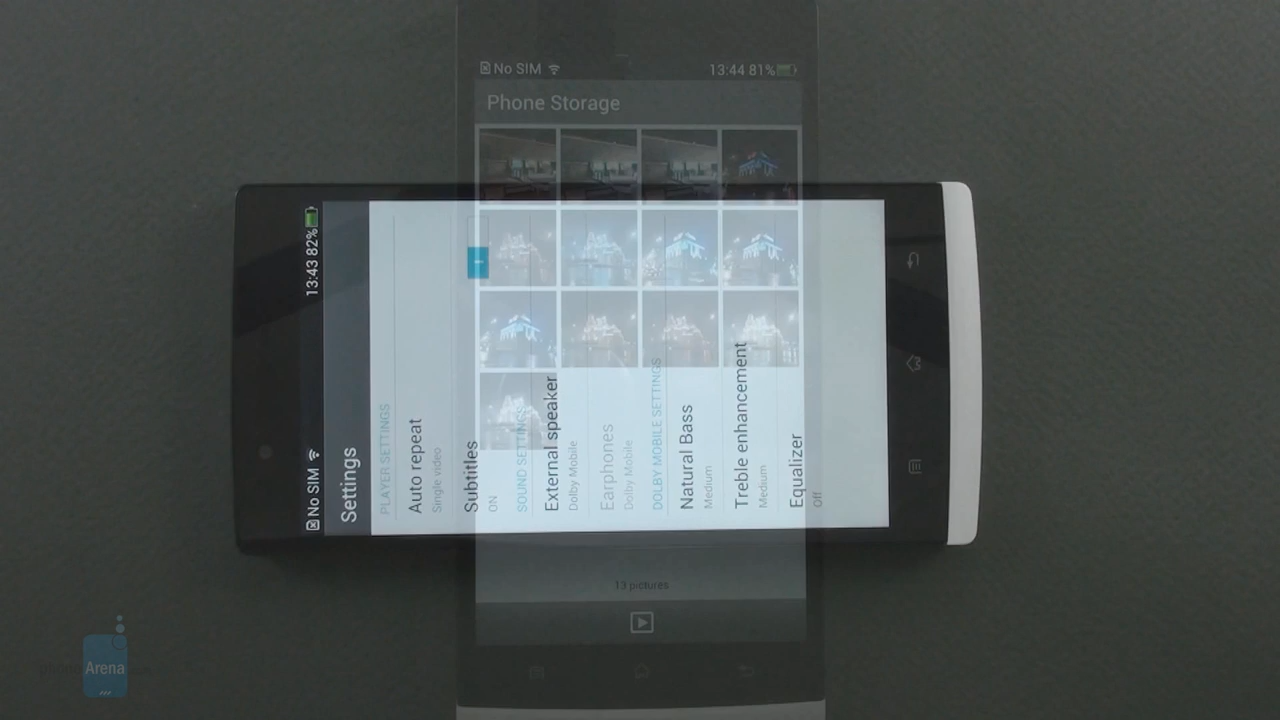 No SIM
13:44 81%
Phone Storage
13 pictures
No SIM
13:43 82%
Settings
PLAYER SETTINGS
Auto repeat
Single video
Subtitles
ON
SOUND SETTINGS
External speaker
Dolby Mobile
Earphones
Dolby Mobile
DOLBY MOBILE SETTINGS
Natural Bass
Medium
Treble enhancement
Medium
Equalizer
Off
phoneArena